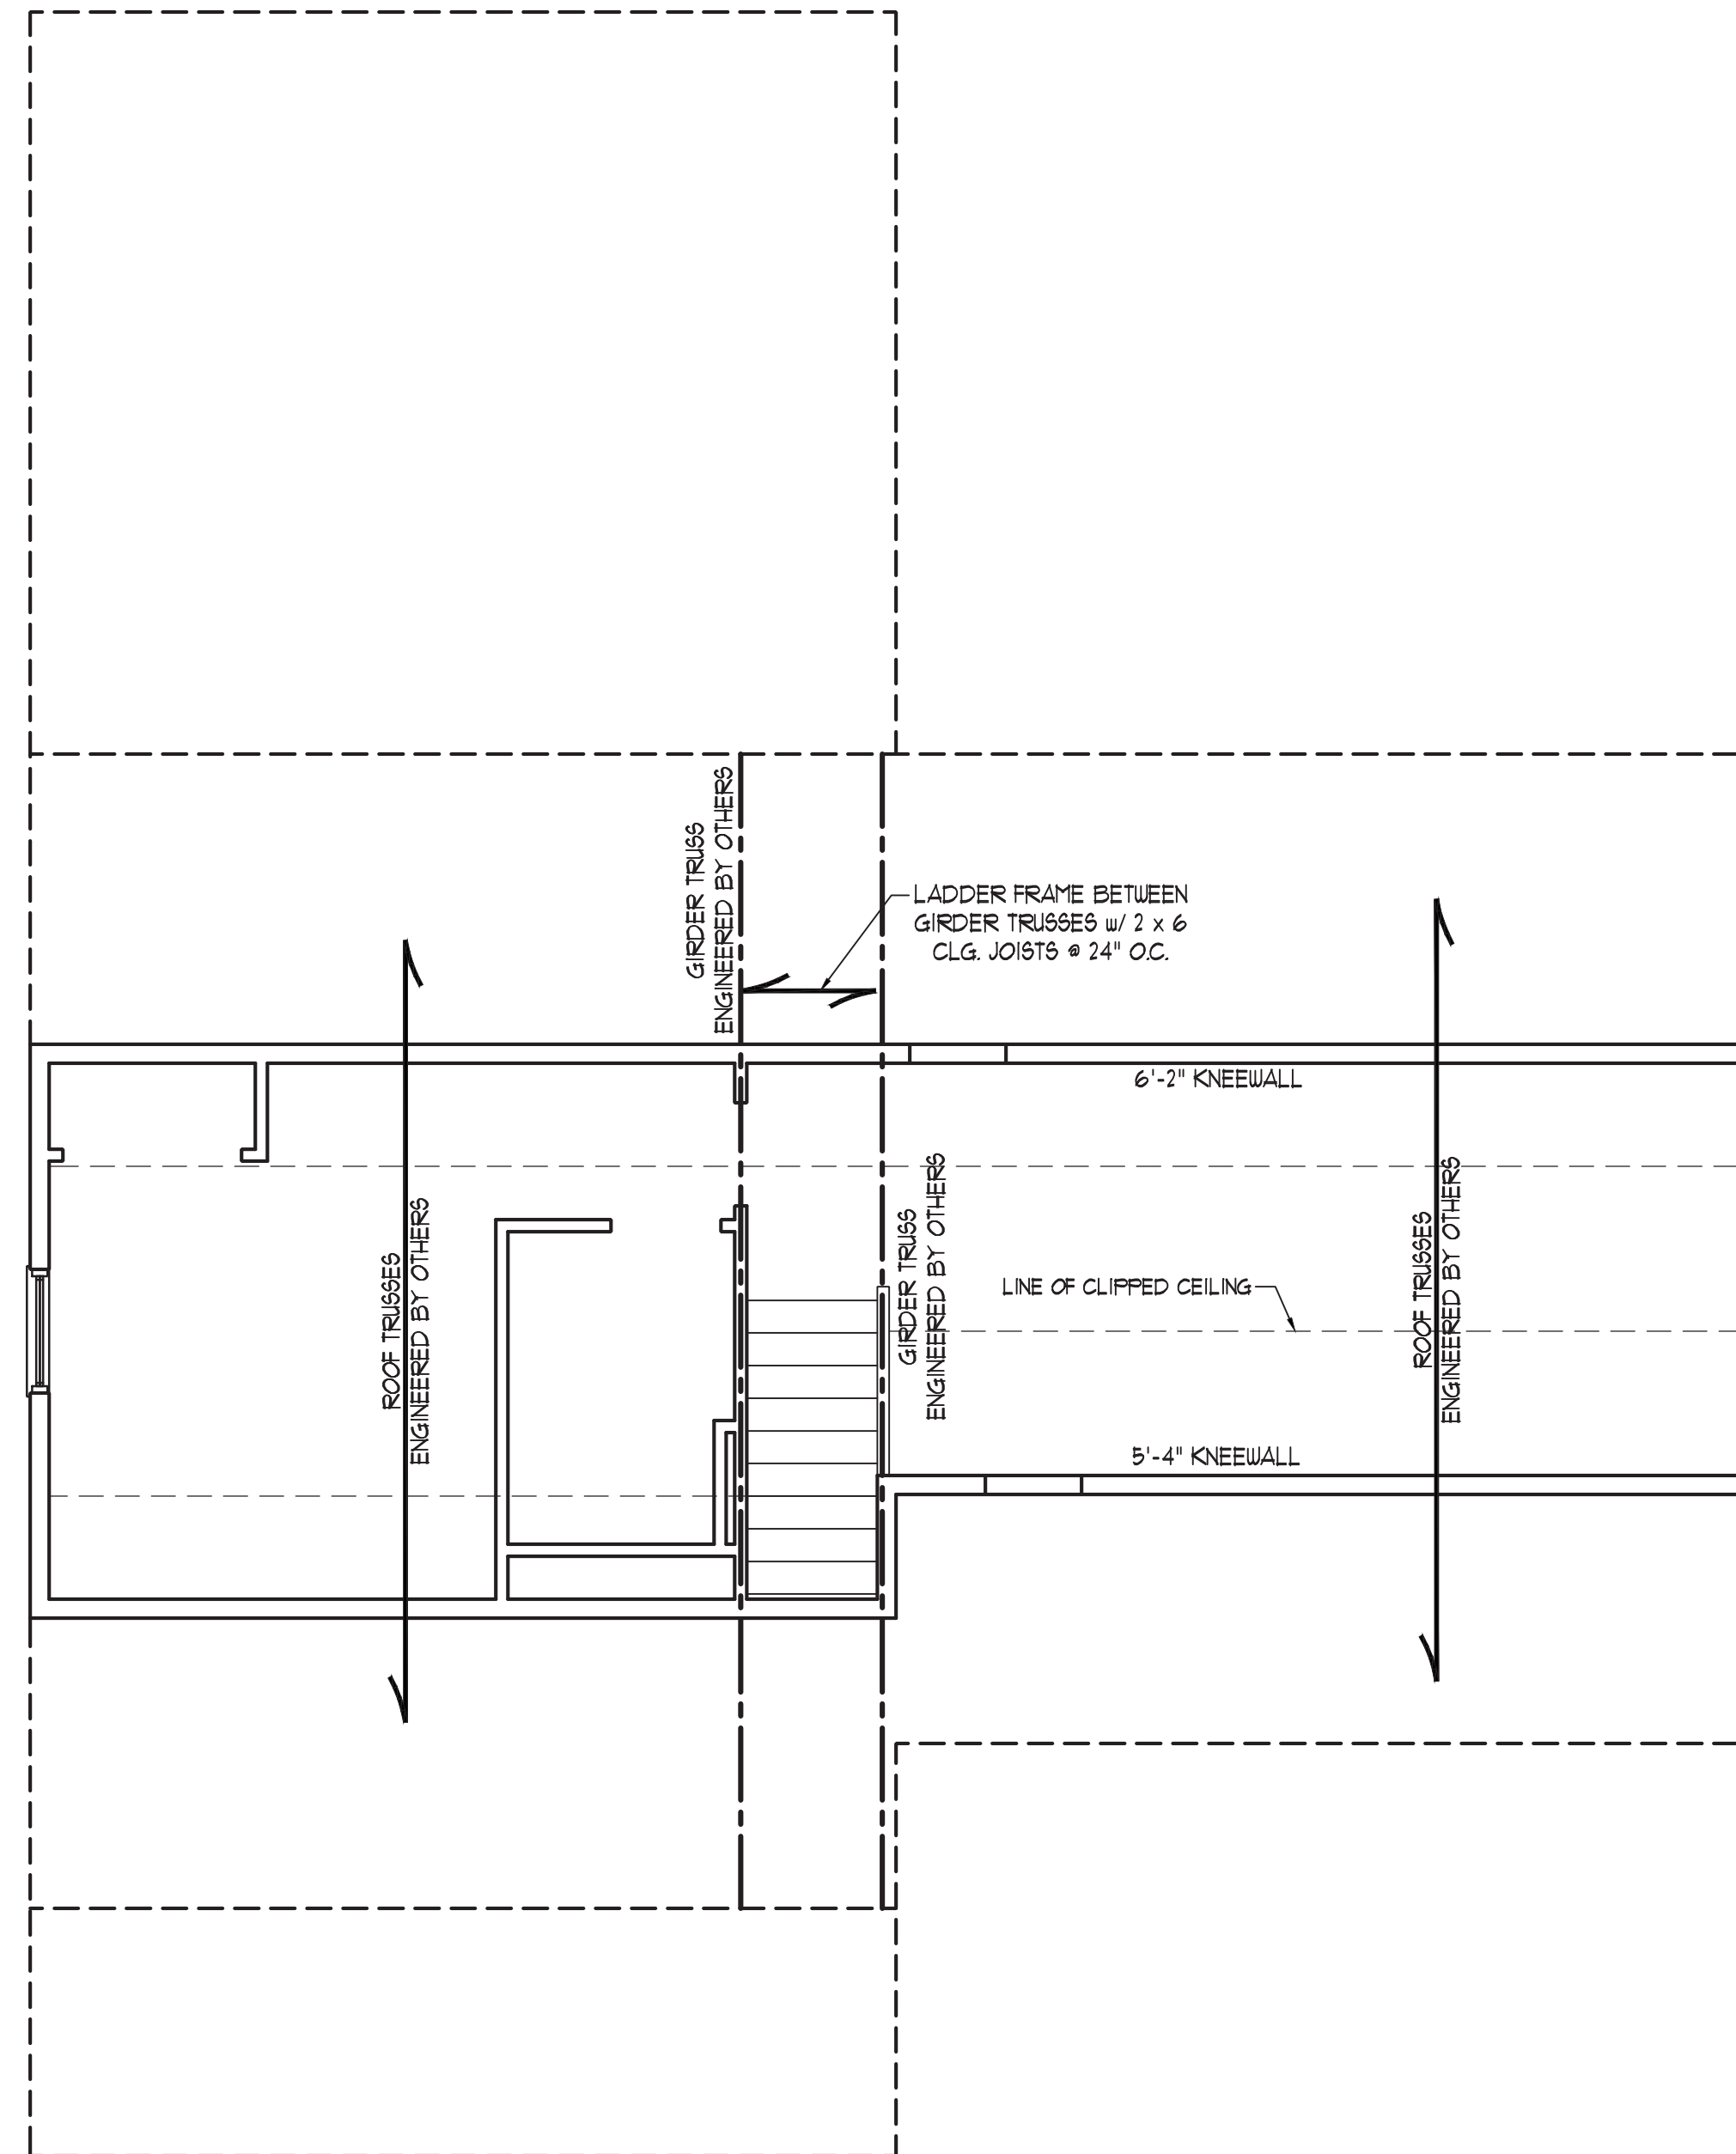 GIRDER TRUSS
ENGINEERED BY OTHERS
LADDER FRAME BETWEEN
GIRDER TRUSSES w/ 2 x 6
CLG. JOISTS @ 24" O.C.
6'-2" KNEEWALL
ROOF TRUSSES
ENGINEERED BY OTHERS
GIRDER TRUSS
ENGINEERED BY OTHERS
LINE OF CLIPPED CEILING
ROOF TRUSSES
ENGINEERED BY OTHERS
5'-4" KNEEWALL